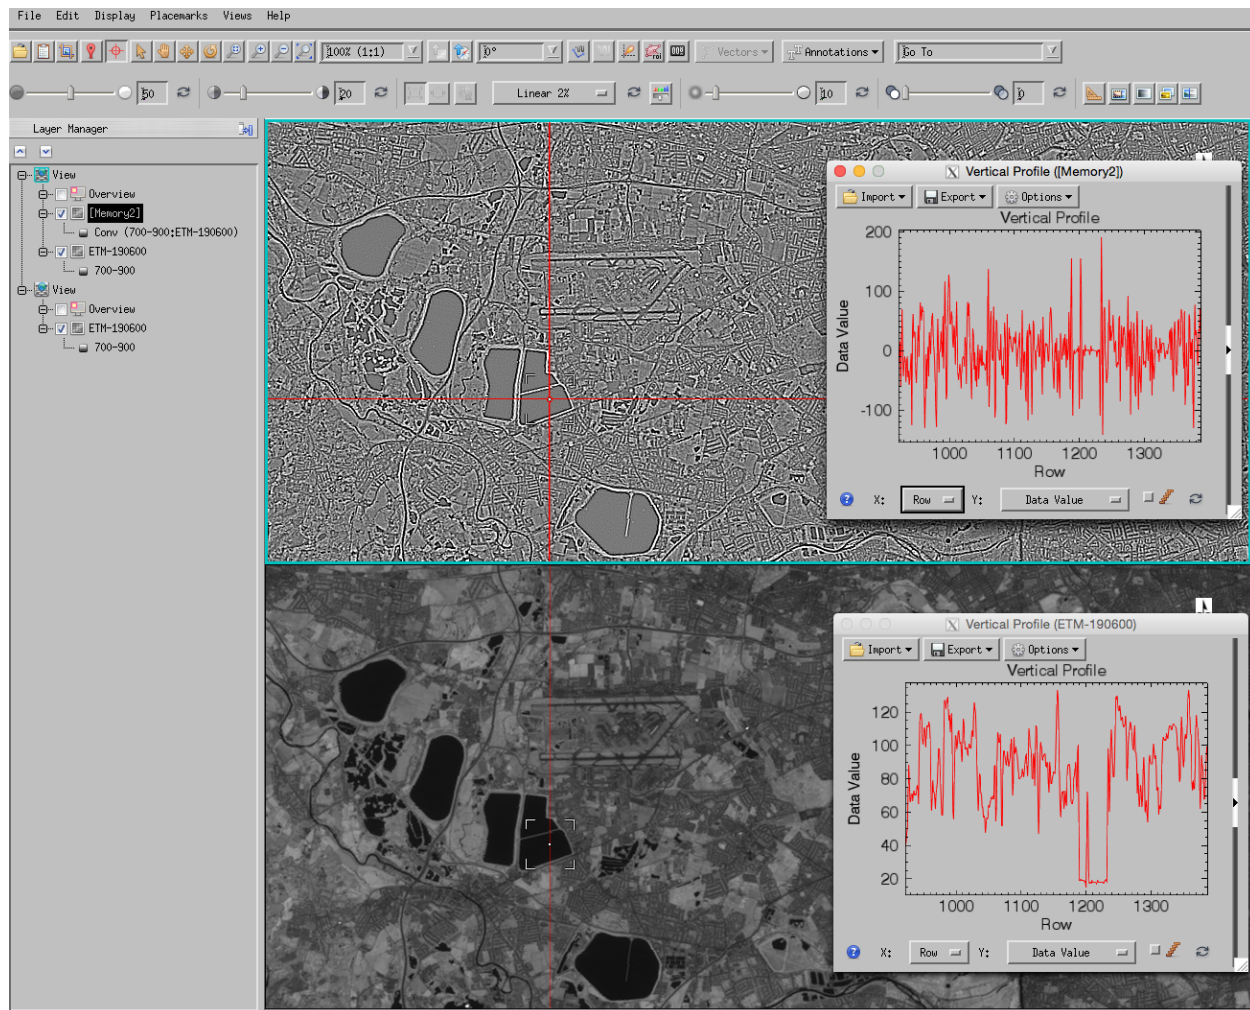 File Edit Display Placemarks Views Help
100% (1:1) 0° Vectors Annotations Go To
50 20 Linear 2% 10 0
Layer Manager
View
Overview
[Memory2]
Conv (700-900:ETM-190600)
ETM-190600
700-900
View
Overview
ETM-190600
700-900
Vertical Profile ([Memory2])
Import Export Options
Vertical Profile
200
100
0
-100
Data Value
1000 1100 1200 1300
Row
X: Row Y: Data Value
Vertical Profile (ETM-190600)
Import Export Options
Vertical Profile
120
100
80
60
40
20
Data Value
1000 1100 1200 1300
Row
X: Row Y: Data Value